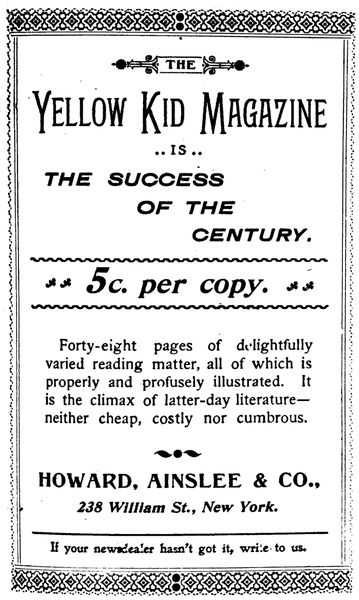 THE
YELLOW KID MAGAZINE
..IS..
THE SUCCESS
OF THE
CENTURY.
5c. per copy.
Forty-eight pages of delightfully
varied reading matter, all of which is
properly and profusely illustrated. It
is the climax of latter-day literature—
neither cheap, costly nor cumbrous.
HOWARD, AINSLEE & CO.,
238 William St., New York.
If your newsdealer hasn't got it, write to us.